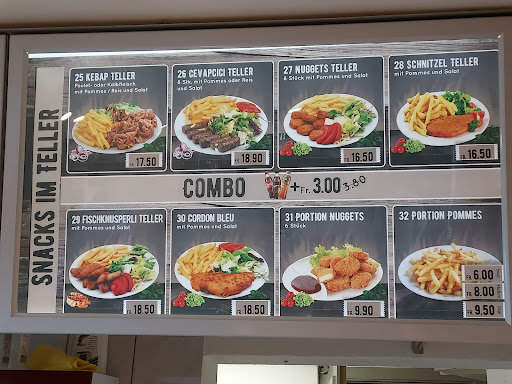 SNACKS IM TELLER
25 KEBAP TELLER
Poulet- oder Kalbfleisch
mit Pommes / Reis und Salat
FR. 17.50
26 CEVAPCICI TELLER
8 Stk. mit Pommes oder Reis
und Salat
FR. 18.90
27 NUGGETS TELLER
8 Stück mit Pommes und Salat
FR. 16.50
28 SCHNITZEL TELLER
mit Pommes und Salat
FR. 16.50
COMBO + Fr. 3.00 3.80
29 FISCHKNUSPERLI TELLER
mit Pommes und Salat
FR. 18.50
30 CORDON BLEU
mit Pommes und Salat
FR. 18.50
31 PORTION NUGGETS
6 Stück
FR. 9.90
32 PORTION POMMES
FR. 6.00
FR. 8.00
FR. 9.50